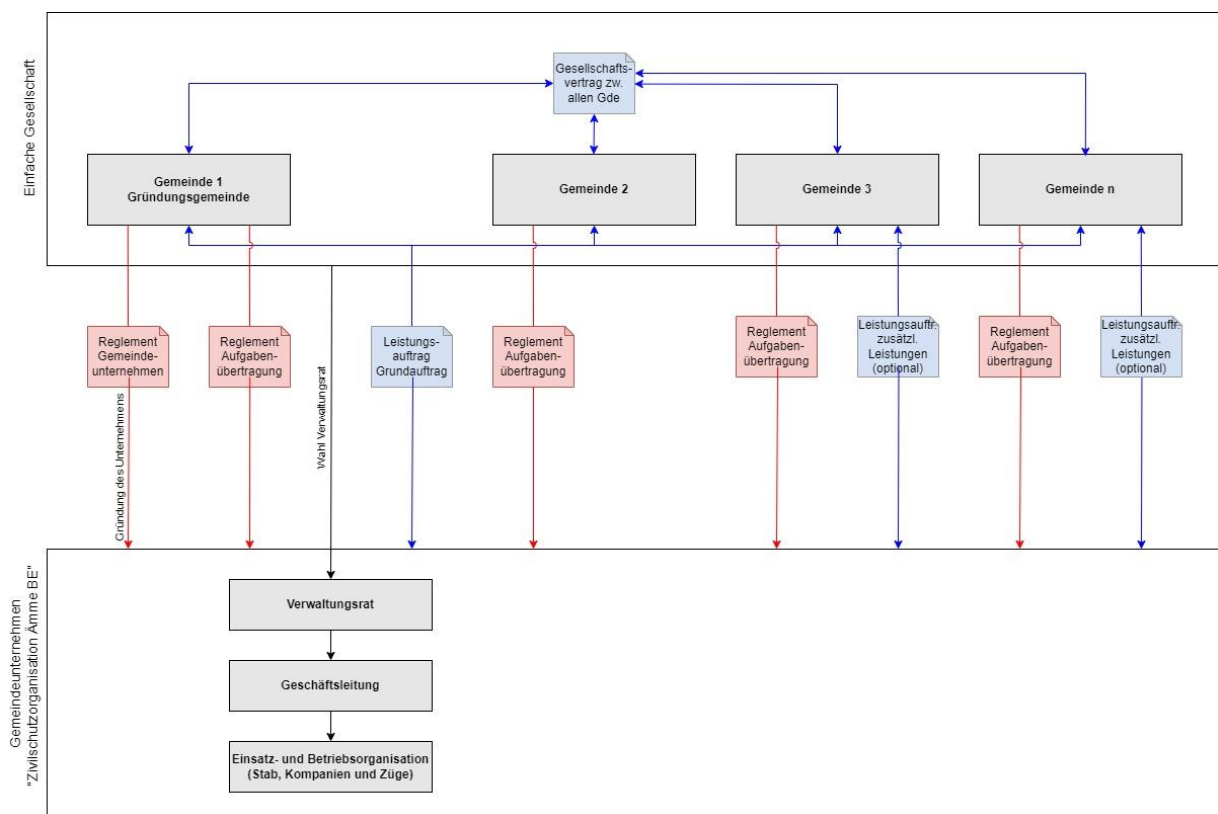 Einfache Gesellschaft
Gesellschafts-
vertrag zw.
allen Gde
Gemeinde 1
Gründungsgemeinde
Gemeinde 2
Gemeinde 3
Gemeinde n
Reglement
Gemeinde-
unternehmen
Reglement
Aufgaben-
übertragung
Leistungs-
auftrag
Grundauftrag
Reglement
Aufgaben-
übertragung
Reglement
Aufgaben-
übertragung
Leistungsauftr.
zusätzl.
Leistungen
(optional)
Reglement
Aufgaben-
übertragung
Leistungsauftr.
zusätzl.
Leistungen
(optional)
Gründung des Unternehmens
Wahl Verwaltungsrat
Gemeindeunternehmen
"Zivilschutzorganisation Ämme BE"
Verwaltungsrat
Geschäftsleitung
Einsatz- und Betriebsorganisation
(Stab, Kompanien und Züge)